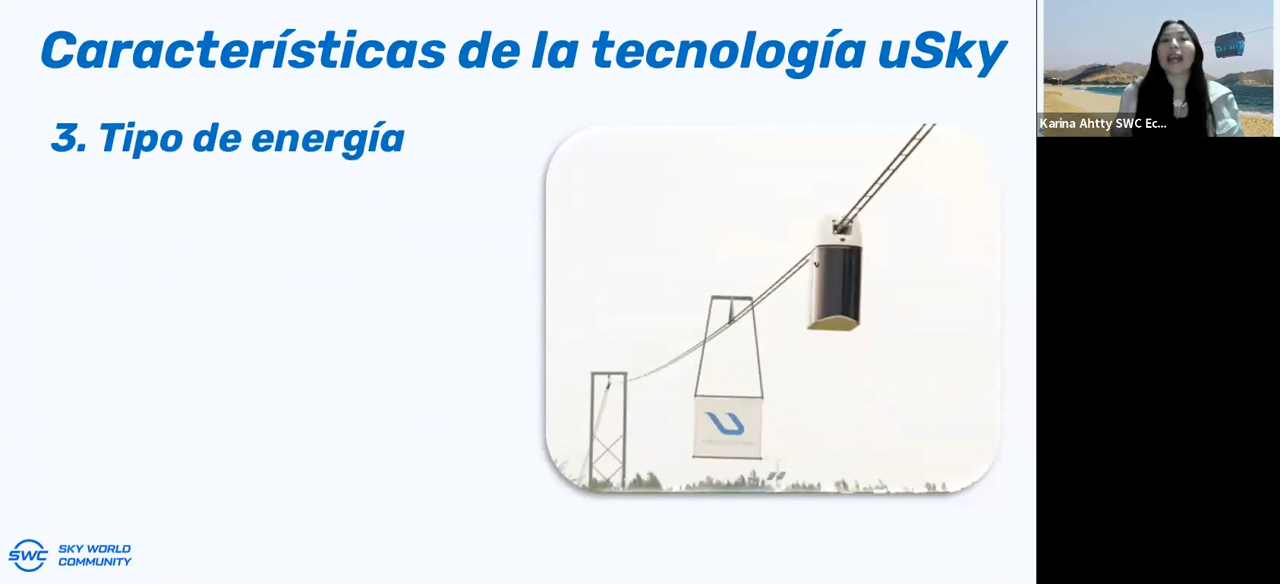 Características de la tecnología uSky
3. Tipo de energía
Karina Ahtty SWC Ec...
SWC
SKY WORLD
COMMUNITY